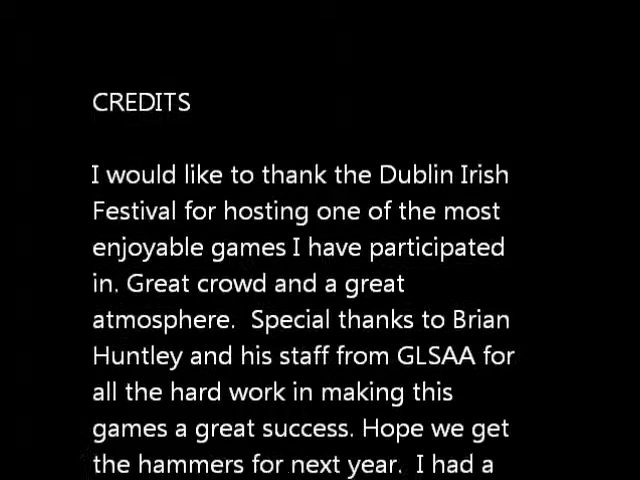 CREDITS
I would like to thank the Dublin Irish
Festival for hosting one of the most
enjoyable games I have participated
in. Great crowd and a great
atmosphere.  Special thanks to Brian
Huntley and his staff from GLSAA for
all the hard work in making this
games a great success. Hope we get
the hammers for next year.  I had a